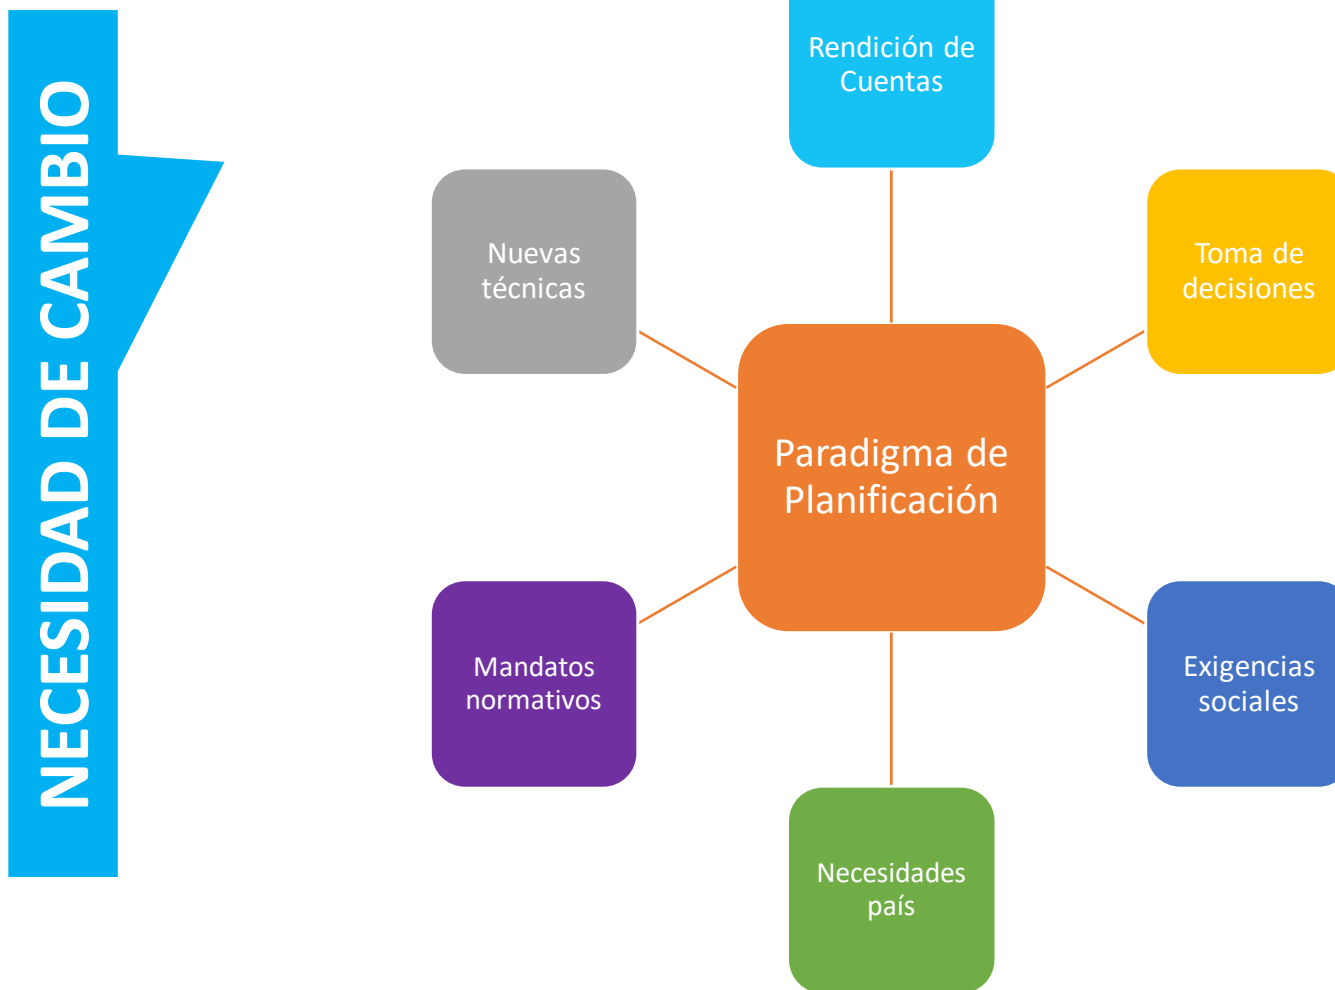 NECESIDAD DE CAMBIO
Rendición de
Cuentas
Nuevas
técnicas
Toma de
decisiones
Paradigma de
Planificación
Mandatos
normativos
Exigencias
sociales
Necesidades
país